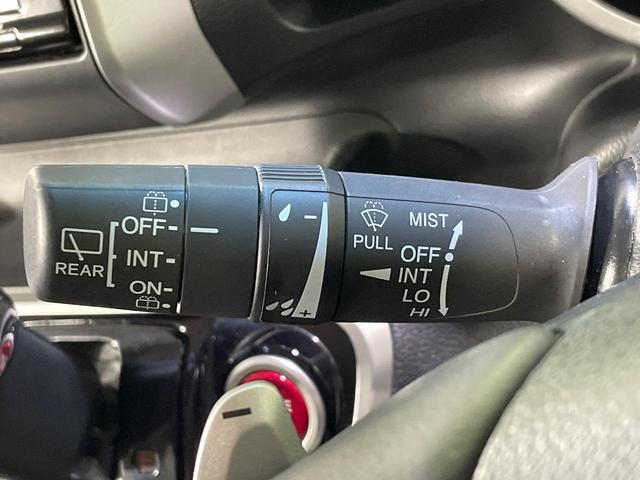 OFF
REAR
INT
ON
- 
+
PULL
MIST
OFF
INT
LO
HI